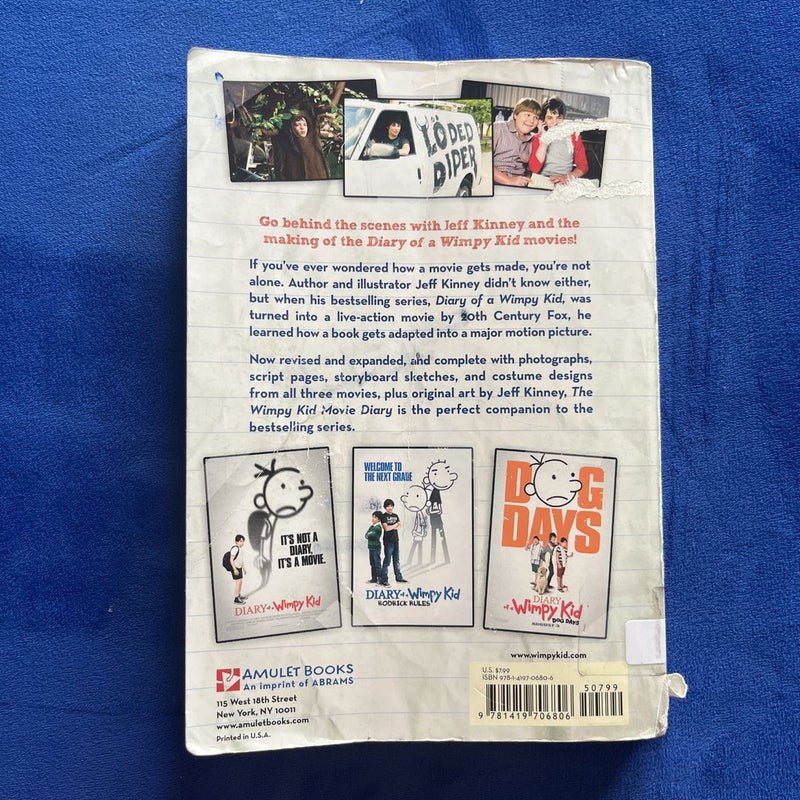 LÖDED
DIPER
Go behind the scenes with Jeff Kinney and the
making of the Diary of a Wimpy Kid movies!
If you've ever wondered how a movie gets made, you're not
alone. Author and illustrator Jeff Kinney didn't know either,
but when his bestselling series, Diary of a Wimpy Kid, was
turned into a live-action movie by 20th Century Fox, he
learned how a book gets adapted into a major motion picture.
Now revised and expanded, and complete with photographs,
script pages, storyboard sketches, and costume designs
from all three movies, plus original art by Jeff Kinney, The
Wimpy Kid Movie Diary is the perfect companion to the
bestselling series.
IT'S NOT A
DIARY,
IT'S A MOVIE.
DIARY of a Wimpy Kid
WELCOME TO
THE NEXT GRADE
DIARY of a Wimpy Kid
RODRICK RULES
DOG
DAYS
DIARY
of a Wimpy Kid
DOG DAYS
AMULET BOOKS
An imprint of ABRAMS
115 West 18th Street
New York, NY 10011
www.amuletbooks.com
Printed in U.S.A.
www.wimpykid.com
U.S. $7.99
ISBN 978-1-4197-0680-6
50799
9 781419 706806